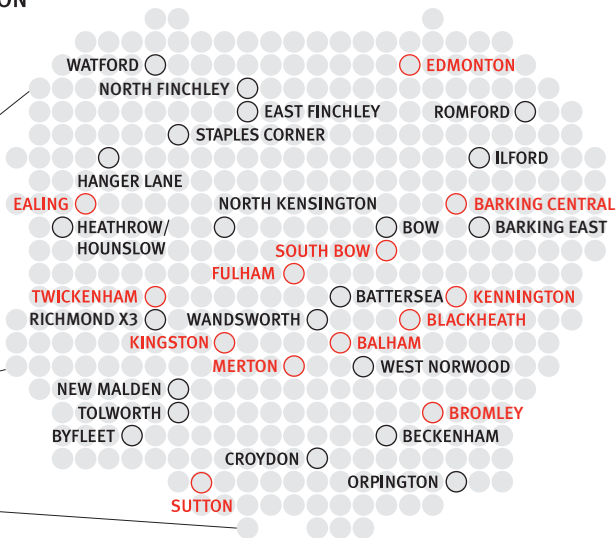 ON
WATFORD
EDMONTON
NORTH FINCHLEY
EAST FINCHLEY
ROMFORD
STAPLES CORNER
HANGER LANE
ILFORD
EALING
NORTH KENSINGTON
BARKING CENTRAL
HEATHROW/
HOUNSLOW
BOW
BARKING EAST
SOUTH BOW
FULHAM
TWICKENHAM
BATTERSEA
KENNINGTON
RICHMOND X3
WANDSWORTH
BLACKHEATH
KINGSTON
BALHAM
MERTON
WEST NORWOOD
NEW MALDEN
TOLWORTH
BROMLEY
BYFLEET
BECKENHAM
CROYDON
ORPINGTON
SUTTON